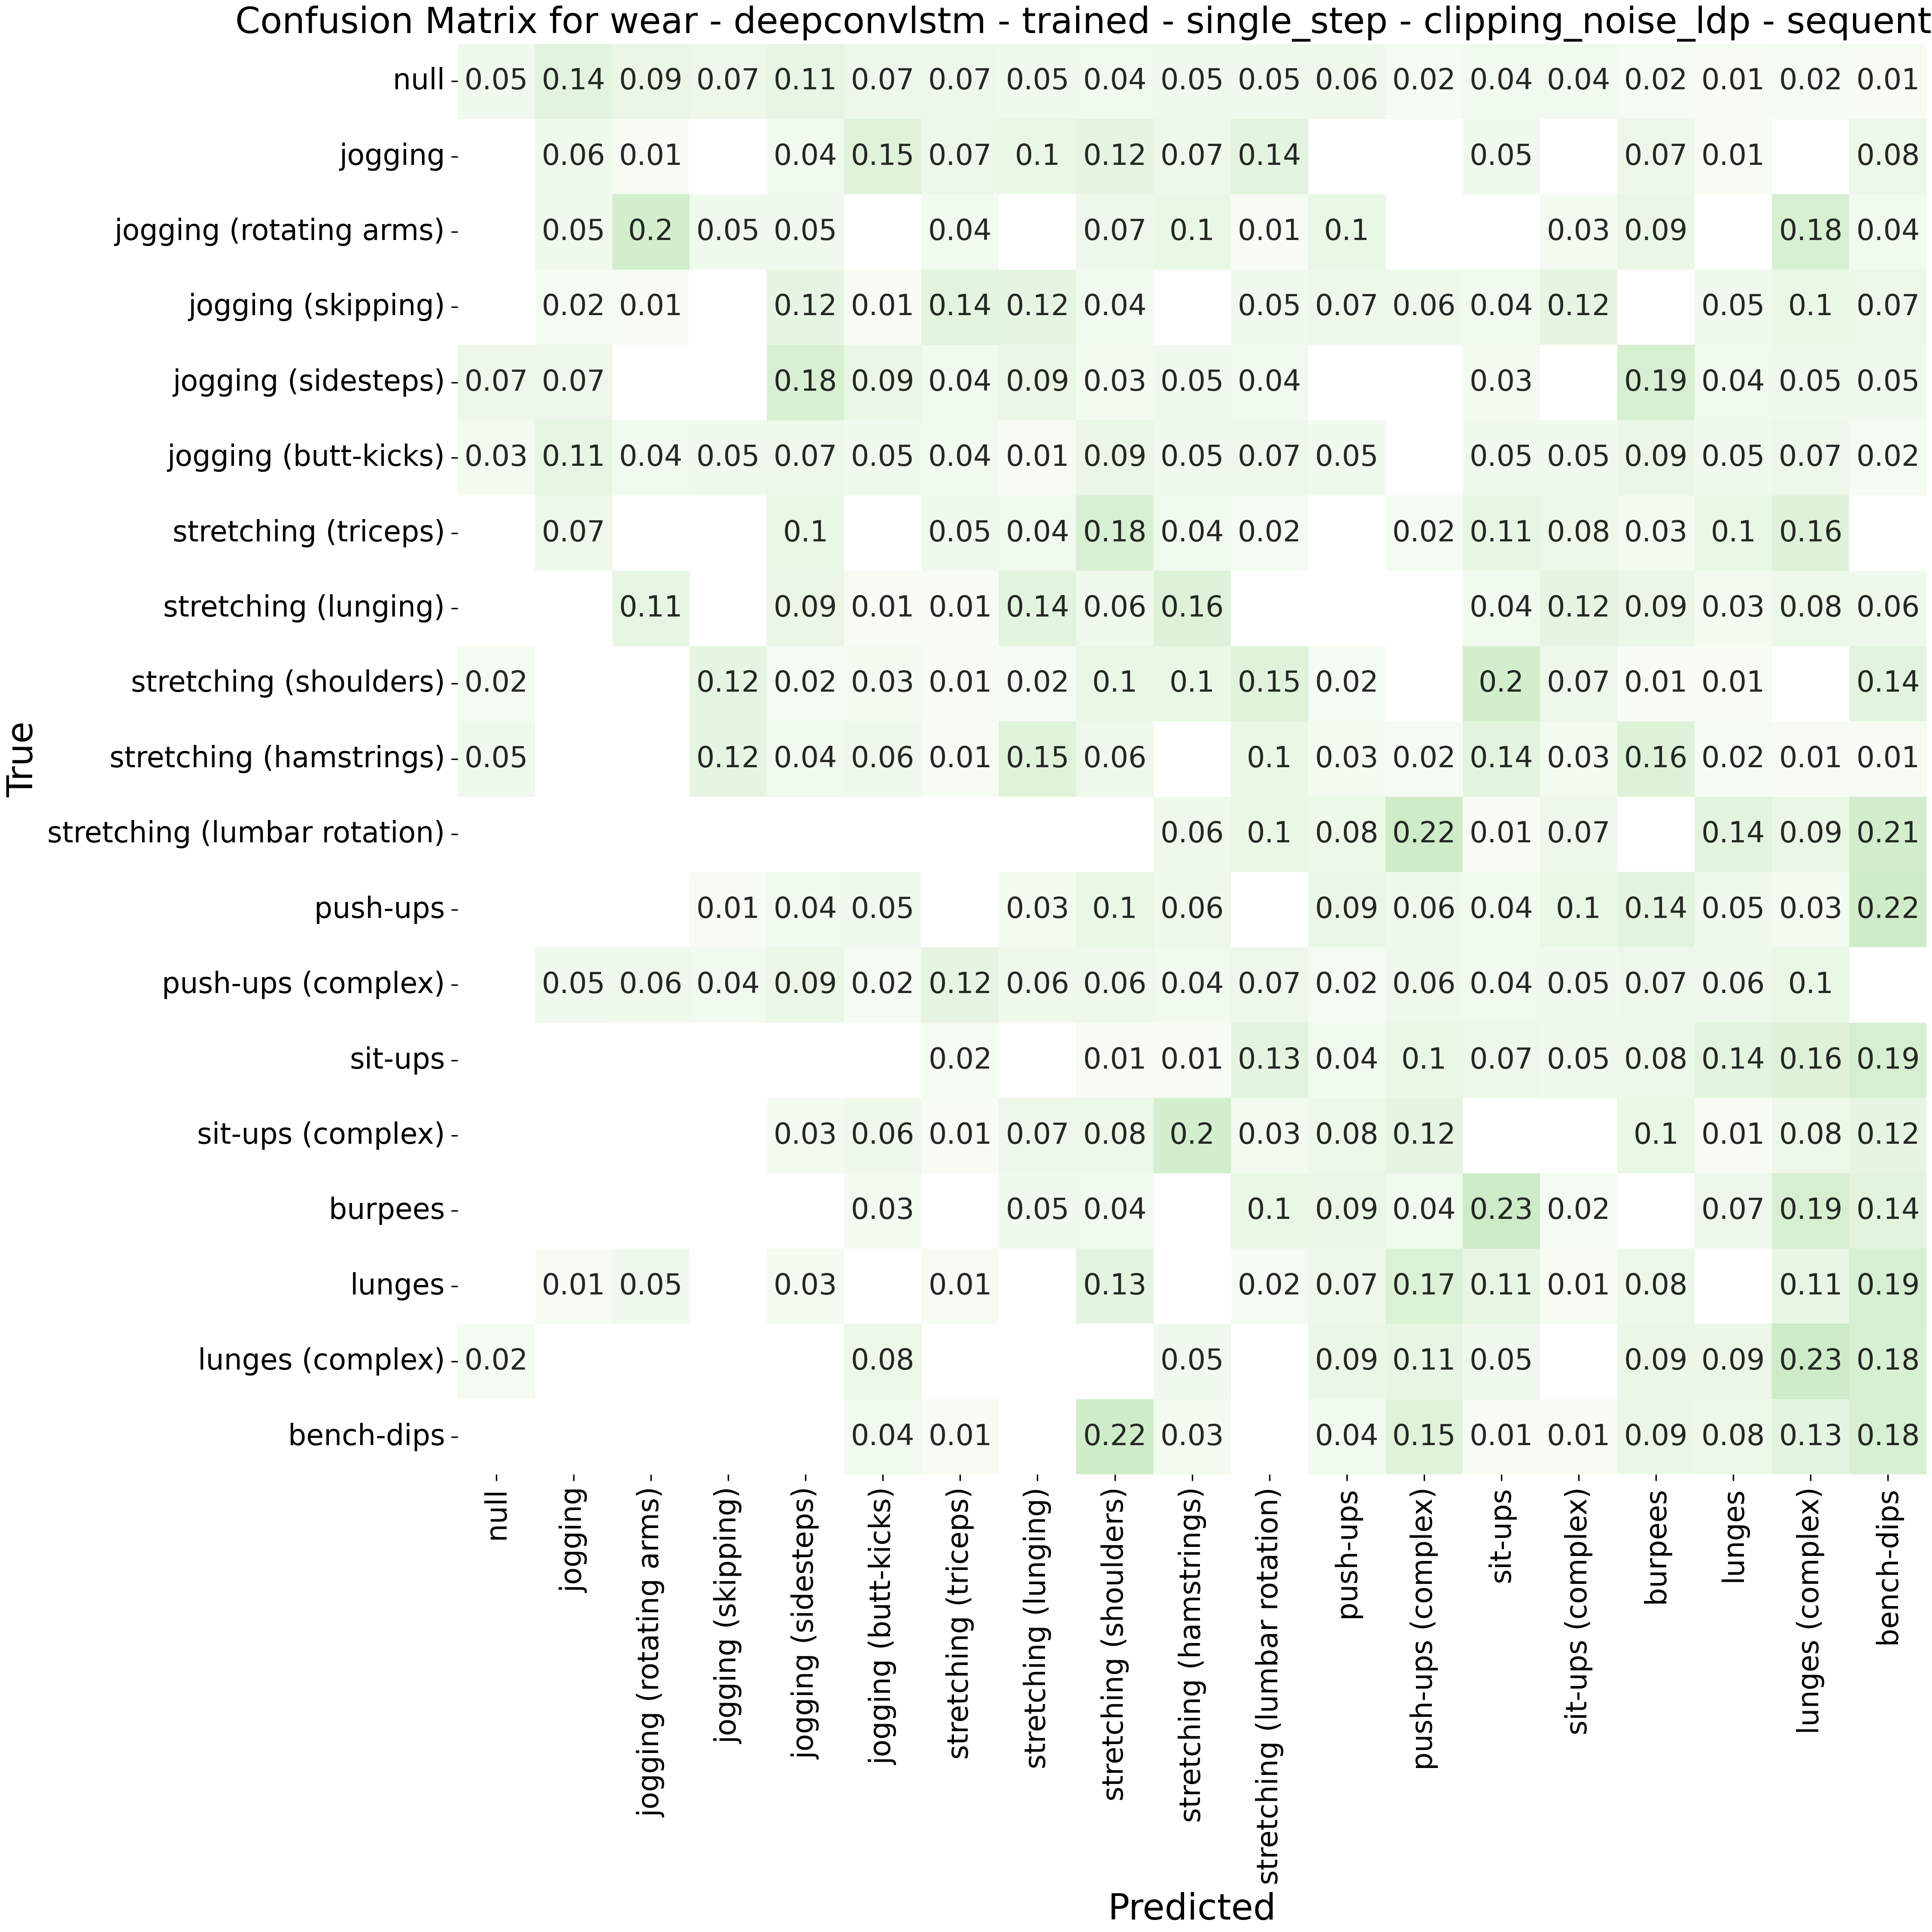 Confusion Matrix for wear - deepconvlstm - trained - single_step - clipping_noise_ldp - sequent
null 0.05 0.14 0.09 0.07 0.11 0.07 0.07 0.05 0.04 0.05 0.05 0.06 0.02 0.04 0.04 0.02 0.01 0.02 0.01
jogging 0.06 0.01 0.04 0.15 0.07 0.1 0.12 0.07 0.14 0.05 0.07 0.01 0.08
jogging (rotating arms) 0.05 0.2 0.05 0.05 0.04 0.07 0.1 0.01 0.1 0.03 0.09 0.18 0.04
jogging (skipping) 0.02 0.01 0.12 0.01 0.14 0.12 0.04 0.05 0.07 0.06 0.04 0.12 0.05 0.1 0.07
jogging (sidesteps) 0.07 0.07 0.18 0.09 0.04 0.09 0.03 0.05 0.04 0.03 0.19 0.04 0.05 0.05
jogging (butt-kicks) 0.03 0.11 0.04 0.05 0.07 0.05 0.04 0.01 0.09 0.05 0.07 0.05 0.05 0.05 0.09 0.05 0.07 0.02
stretching (triceps) 0.07 0.1 0.05 0.04 0.18 0.04 0.02 0.02 0.11 0.08 0.03 0.1 0.16
stretching (lunging) 0.11 0.09 0.01 0.01 0.14 0.06 0.16 0.04 0.12 0.09 0.03 0.08 0.06
stretching (shoulders) 0.02 0.12 0.02 0.03 0.01 0.02 0.1 0.1 0.15 0.02 0.2 0.07 0.01 0.01 0.14
stretching (hamstrings) 0.05 0.12 0.04 0.06 0.01 0.15 0.06 0.1 0.03 0.02 0.14 0.03 0.16 0.02 0.01 0.01
stretching (lumbar rotation) 0.06 0.1 0.08 0.22 0.01 0.07 0.14 0.09 0.21
push-ups 0.01 0.04 0.05 0.03 0.1 0.06 0.09 0.06 0.04 0.1 0.14 0.05 0.03 0.22
push-ups (complex) 0.05 0.06 0.04 0.09 0.02 0.12 0.06 0.06 0.04 0.07 0.02 0.06 0.04 0.05 0.07 0.06 0.1
sit-ups 0.02 0.01 0.01 0.13 0.04 0.1 0.07 0.05 0.08 0.14 0.16 0.19
sit-ups (complex) 0.03 0.06 0.01 0.07 0.08 0.2 0.03 0.08 0.12 0.1 0.01 0.08 0.12
burpees 0.03 0.05 0.04 0.1 0.09 0.04 0.23 0.02 0.07 0.19 0.14
lunges 0.01 0.05 0.03 0.01 0.13 0.02 0.07 0.17 0.11 0.01 0.08 0.11 0.19
lunges (complex) 0.02 0.08 0.05 0.09 0.11 0.05 0.09 0.09 0.23 0.18
bench-dips 0.04 0.01 0.22 0.03 0.04 0.15 0.01 0.01 0.09 0.08 0.13 0.18
True
null
jogging
jogging (rotating arms)
jogging (skipping)
jogging (sidesteps)
jogging (butt-kicks)
stretching (triceps)
stretching (lunging)
stretching (shoulders)
stretching (hamstrings)
stretching (lumbar rotation)
push-ups
push-ups (complex)
sit-ups
sit-ups (complex)
burpees
lunges
lunges (complex)
bench-dips
Predicted